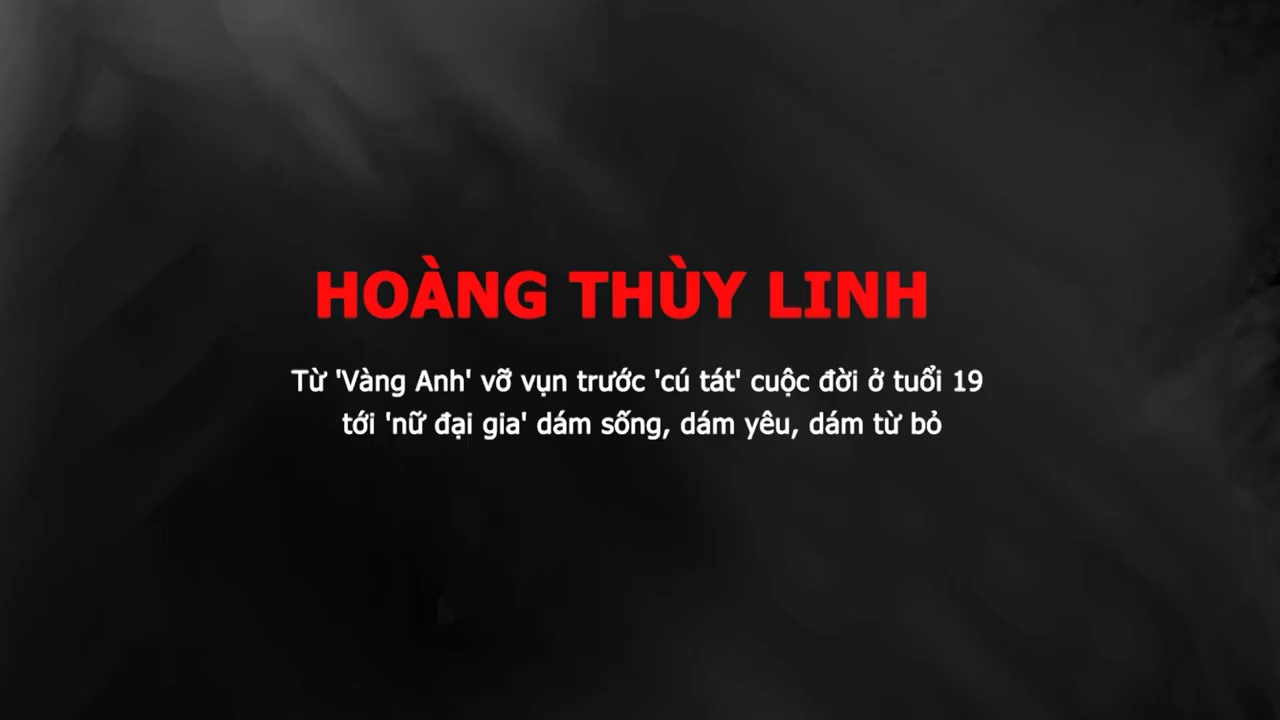 HOÀNG THÙY LINH
Từ 'Vàng Anh' vỡ vụn trước 'cú tát' cuộc đời ở tuổi 19
tới 'nữ đại gia' dám sống, dám yêu, dám từ bỏ